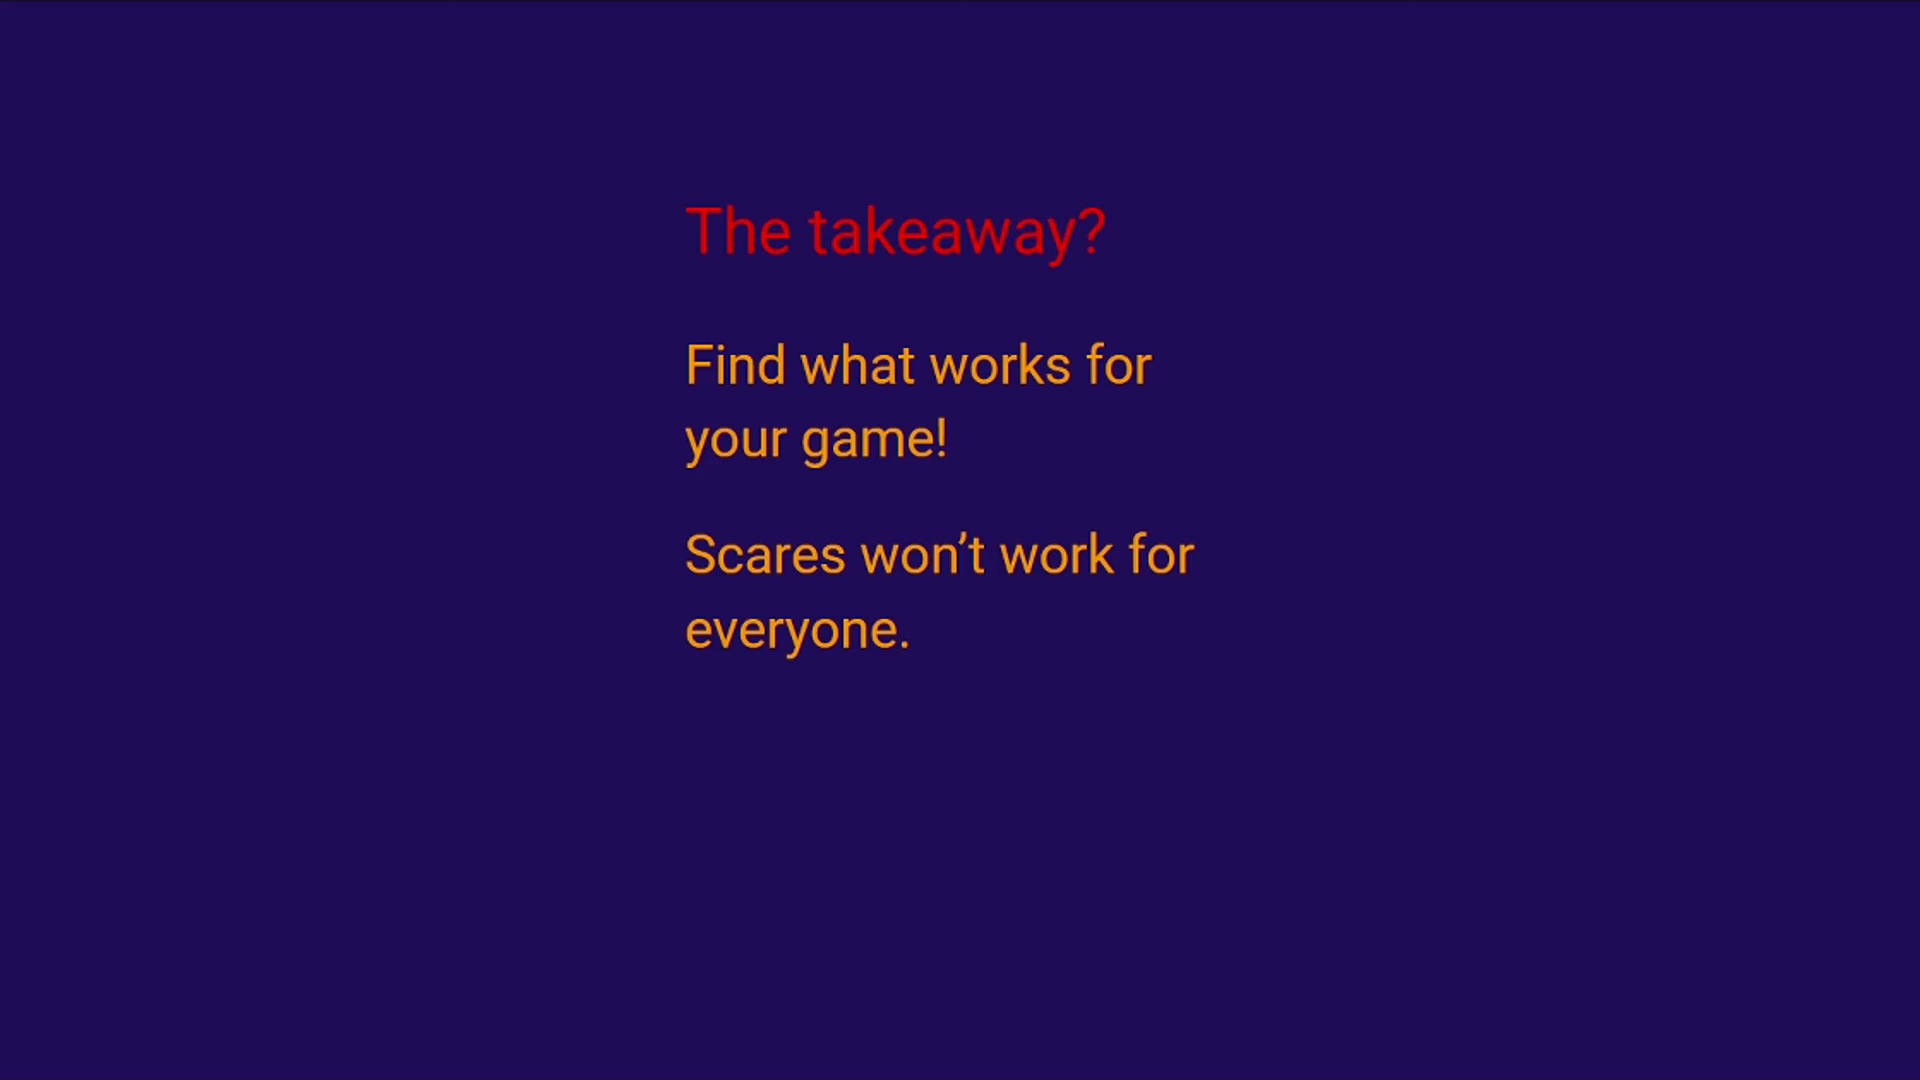 The takeaway?
Find what works for
your game!
Scares won’t work for
everyone.